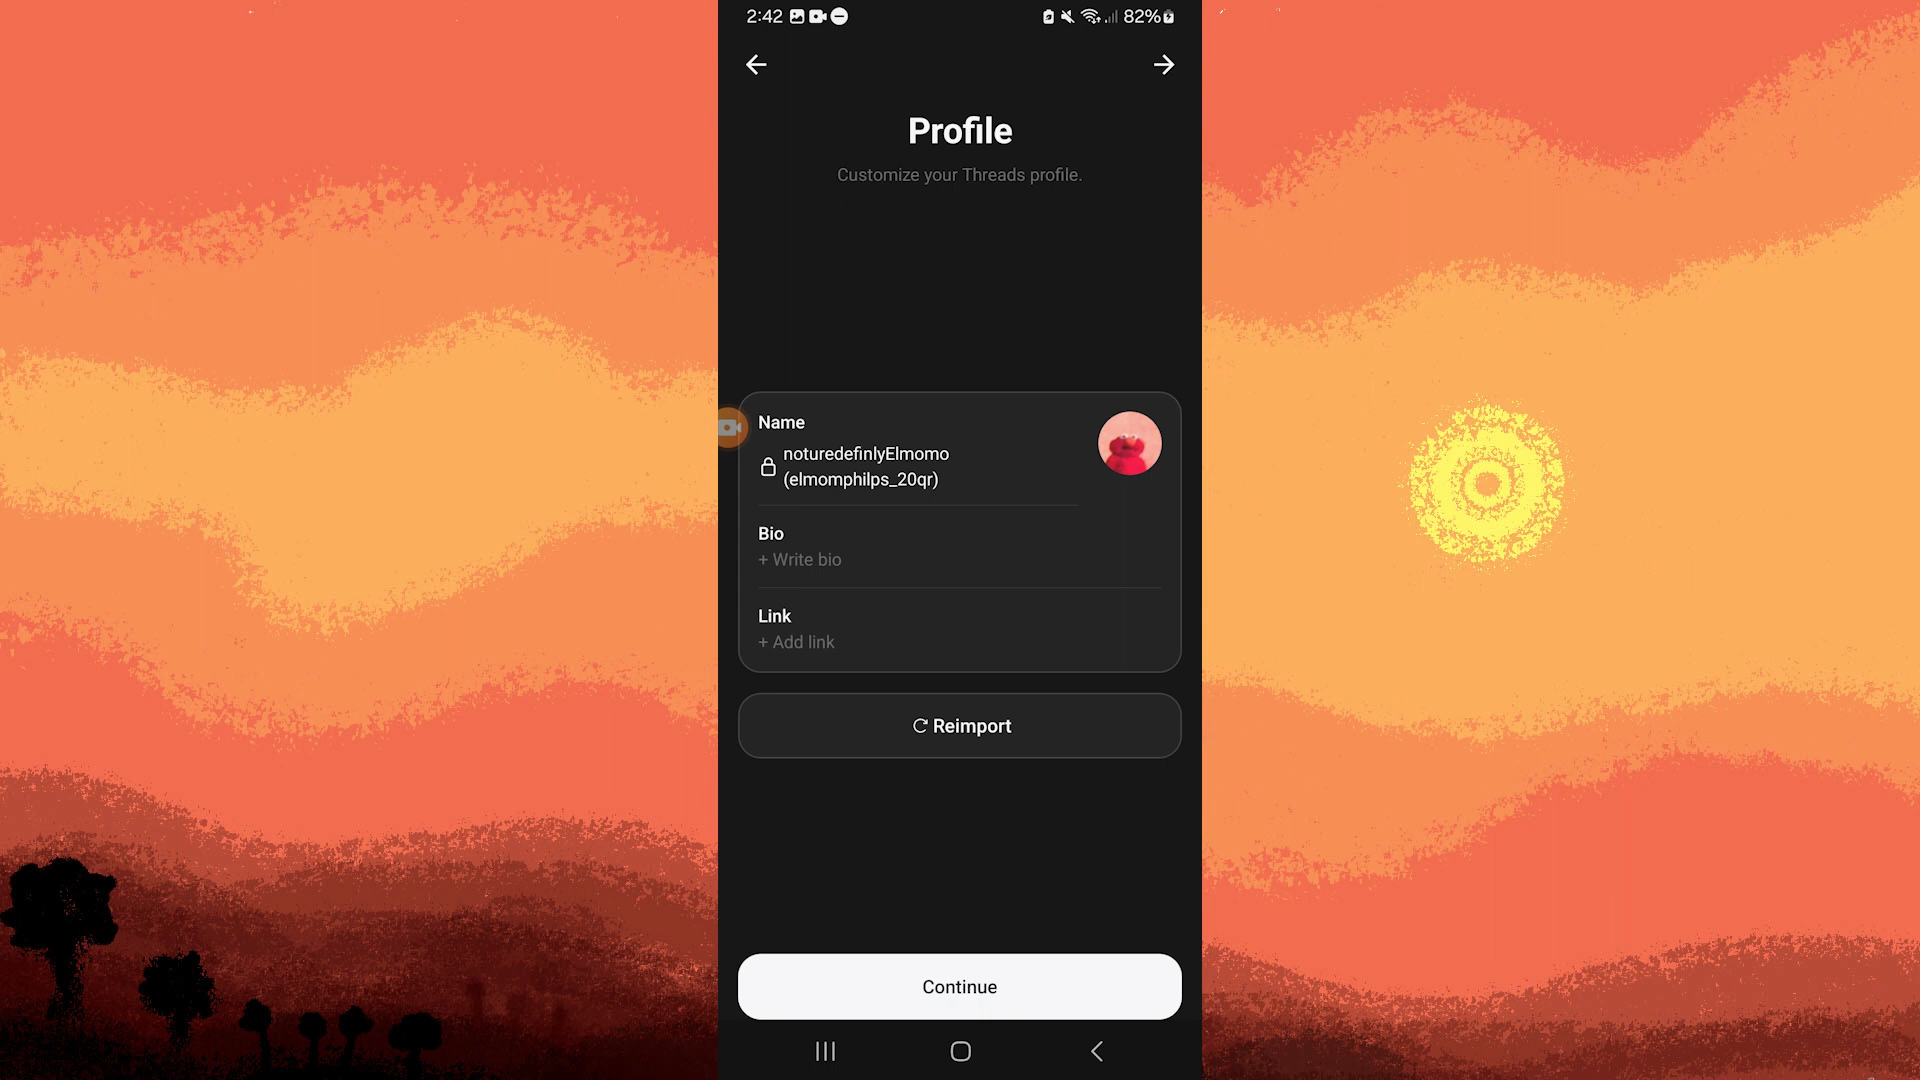 2:42
82%
Profile
Customize your Threads profile.
Name
noturedefinlyElmomo
(elmomphilps_20qr)
Bio
+ Write bio
Link
+ Add link
Reimport
Continue